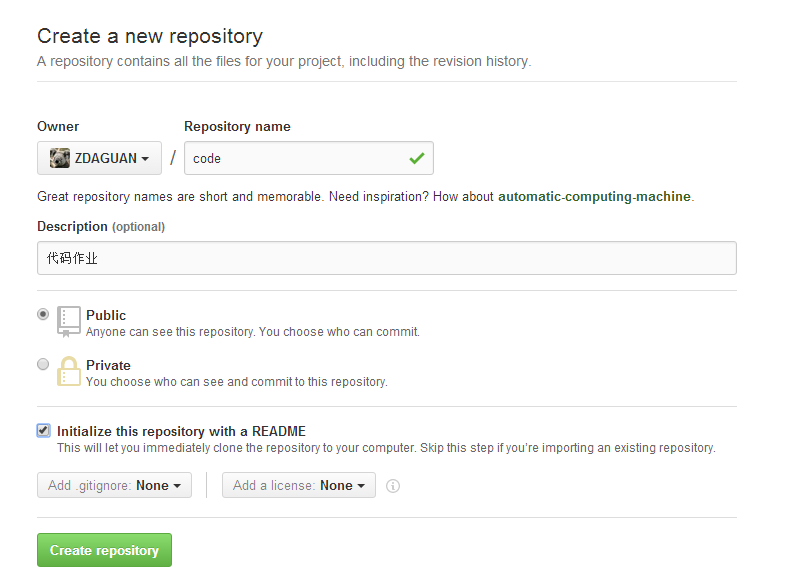 Create a new repository
A repository contains all the files for your project, including the revision history.
Owner Repository name
ZDAGUAN / code
Great repository names are short and memorable. Need inspiration? How about automatic-computing-machine.
Description (optional)
代码作业
Public
Anyone can see this repository. You choose who can commit.
Private
You choose who can see and commit to this repository.
Initialize this repository with a README
This will let you immediately clone the repository to your computer. Skip this step if you’re importing an existing repository.
Add .gitignore: None Add a license: None
Create repository